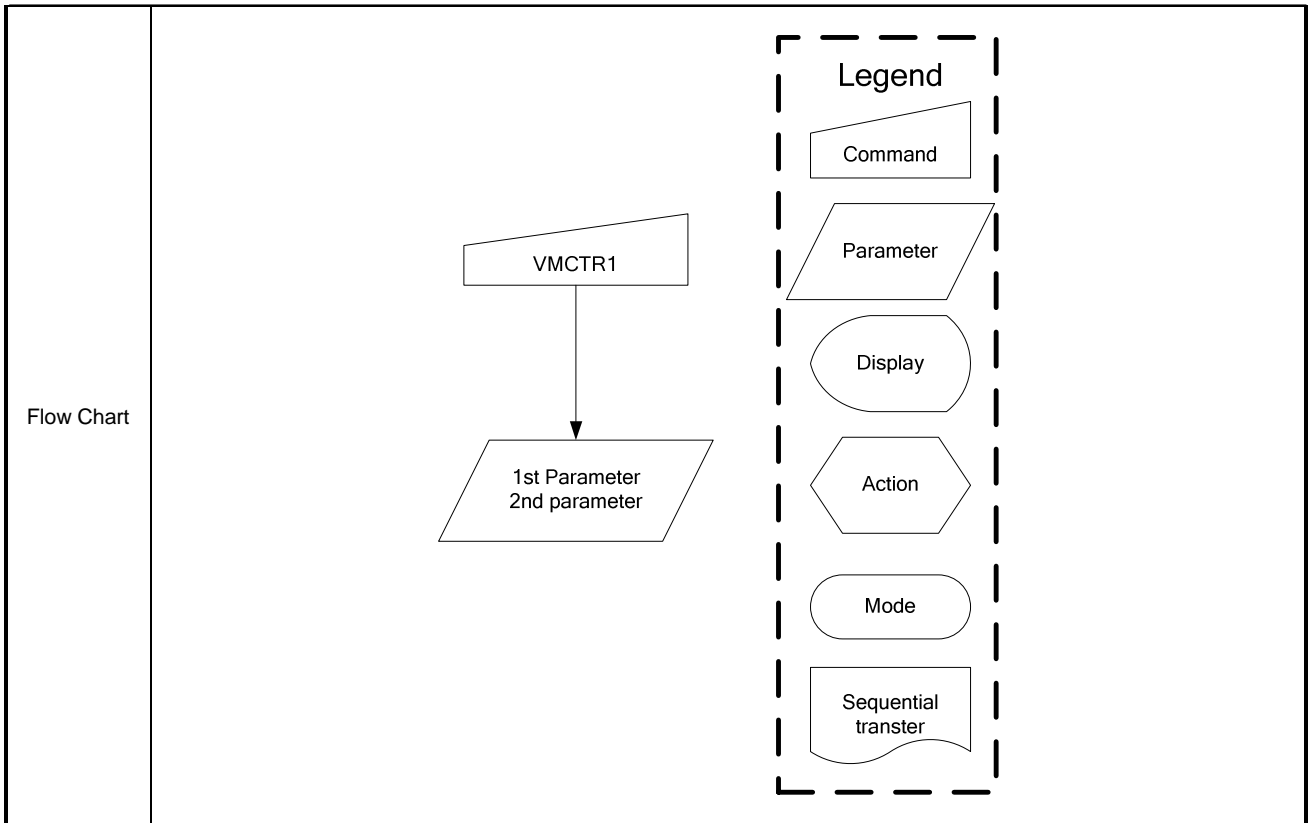 Flow Chart
VMCTR1
1st Parameter
2nd parameter
Legend
Command
Parameter
Display
Action
Mode
Sequential
transter